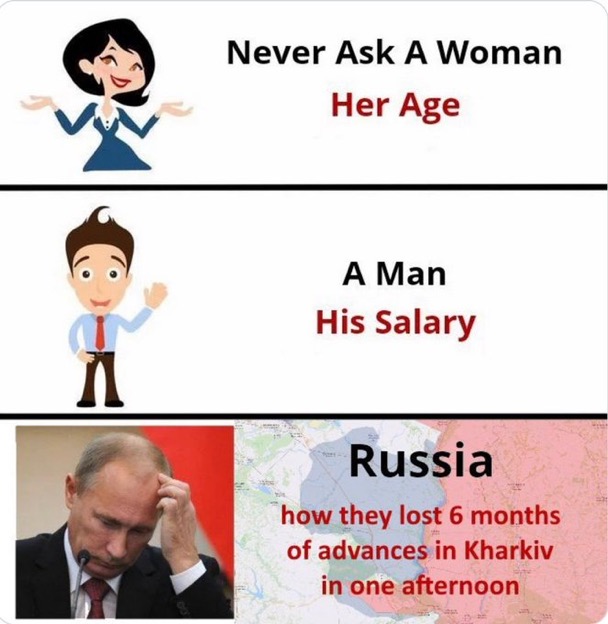 Never Ask A Woman
Her Age
A Man
His Salary
Russia
how they lost 6 months
of advances in Kharkiv
in one afternoon